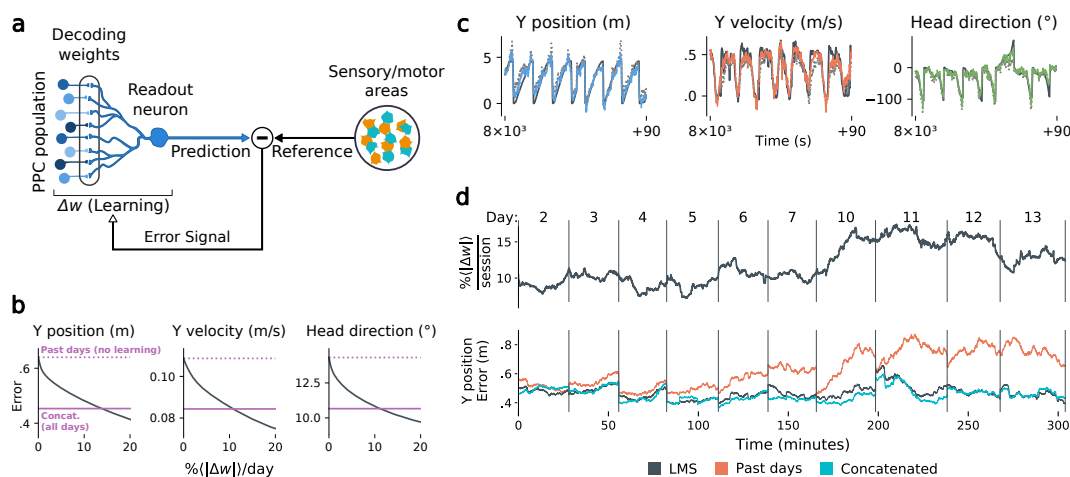 a
Decoding
weights
Readout
neuron
Sensory/motor
areas
PPC population
Prediction
Reference
Δw (Learning)
Error Signal
b
Y position (m)
Y velocity (m/s)
Head direction (°)
Past days (no learning)
Concat.
(all days)
Error
.6
.4
0.10
0.08
12.5
10.0
0 10 20
0 10 20
0 10 20
%⟨|Δw|⟩/day
c
Y position (m)
Y velocity (m/s)
Head direction (°)
5
0
.5
.0
0
−100
8×10³ +90
8×10³ +90
8×10³ +90
Time (s)
d
Day: 2 3 4 5 6 7 10 11 12 13
%⟨|Δw|⟩
session
15
10
Y position
Error (m)
.8
.6
.4
0 50 100 150 200 250 300
Time (minutes)
LMS Past days Concatenated